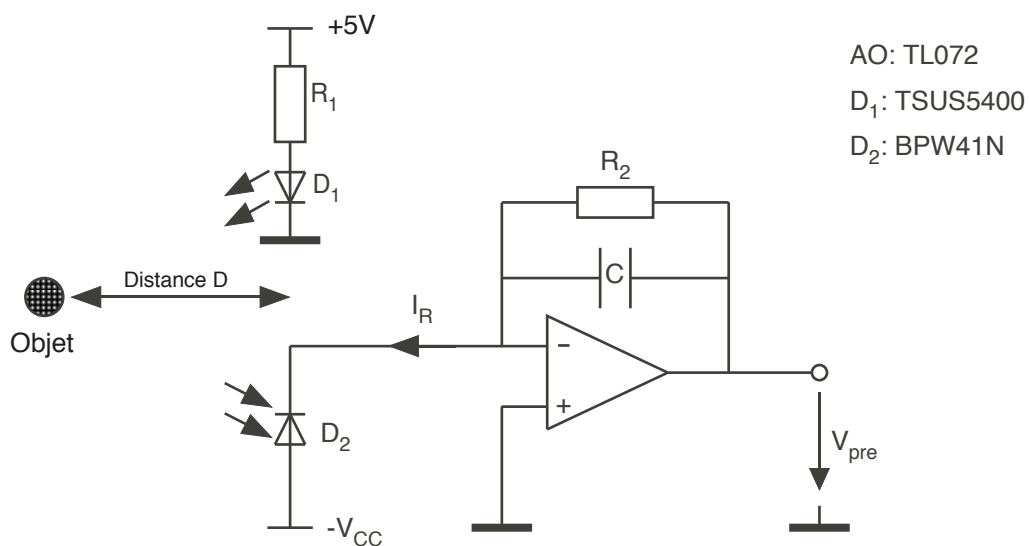 +5V
AO: TL072
R1
D1: TSUS5400
D2: BPW41N
R2
D1
C
Distance D
IR
Objet
−
+
D2
Vpre
-VCC